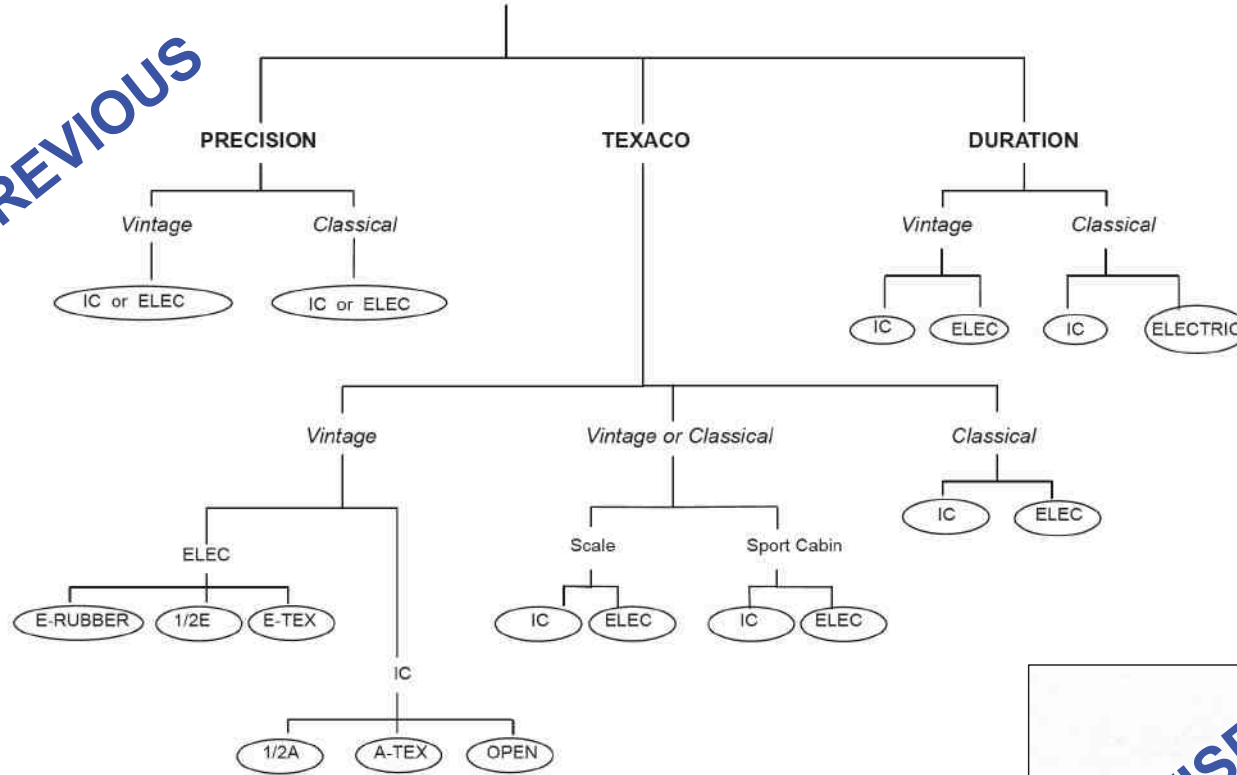 PREVIOUS
PRECISION TEXACO DURATION
Vintage Classical Vintage Classical
IC or ELEC IC or ELEC IC ELEC IC ELECTRIC
Vintage Vintage or Classical Classical
IC ELEC
ELEC Scale Sport Cabin
E-RUBBER 1/2E E-TEX IC ELEC IC ELEC
IC
1/2A A-TEX OPEN